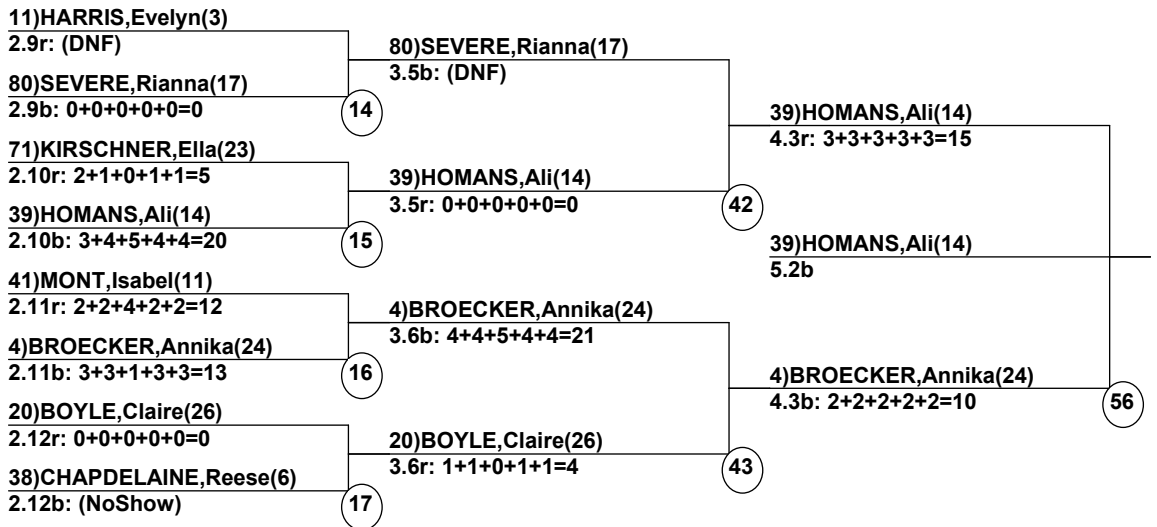 11)HARRIS,Evelyn(3)
2.9r: (DNF)
80)SEVERE,Rianna(17)
2.9b: 0+0+0+0+0=0
14
71)KIRSCHNER,Ella(23)
2.10r: 2+1+0+1+1=5
39)HOMANS,Ali(14)
2.10b: 3+4+5+4+4=20
15
41)MONT,Isabel(11)
2.11r: 2+2+4+2+2=12
4)BROECKER,Annika(24)
2.11b: 3+3+1+3+3=13
16
20)BOYLE,Claire(26)
2.12r: 0+0+0+0+0=0
38)CHAPDELAINE,Reese(6)
2.12b: (NoShow)
17
80)SEVERE,Rianna(17)
3.5b: (DNF)
39)HOMANS,Ali(14)
3.5r: 0+0+0+0+0=0
42
4)BROECKER,Annika(24)
3.6b: 4+4+5+4+4=21
20)BOYLE,Claire(26)
3.6r: 1+1+0+1+1=4
43
39)HOMANS,Ali(14)
4.3r: 3+3+3+3+3=15
39)HOMANS,Ali(14)
5.2b
4)BROECKER,Annika(24)
4.3b: 2+2+2+2+2=10
56